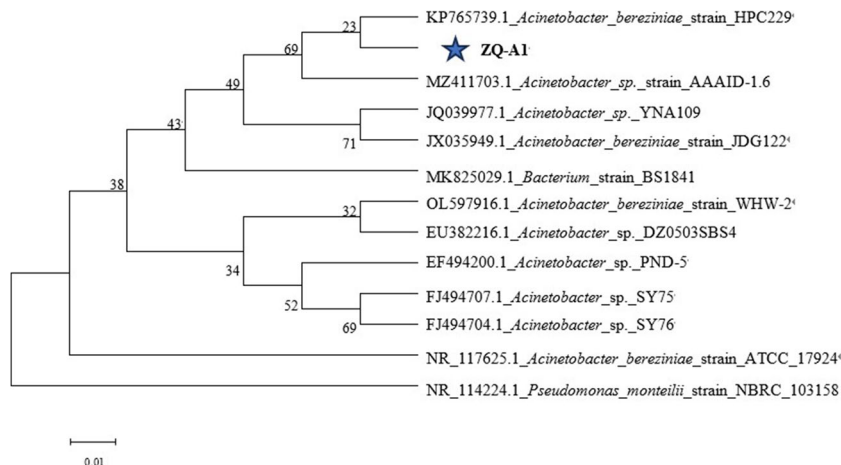 KP765739.1_Acinetobacter_bereziniae_strain_HPC229
23
ZQ-A1
69
MZ411703.1_Acinetobacter_sp._strain_AAAID-1.6
49
JQ039977.1_Acinetobacter_sp._YNA109
43
71
JX035949.1_Acinetobacter_bereziniae_strain_JDG122
MK825029.1_Bacterium_strain_BS1841
38
OL597916.1_Acinetobacter_bereziniae_strain_WHW-2
32
EU382216.1_Acinetobacter_sp._DZ0503SBS4
34
EF494200.1_Acinetobacter_sp._PND-5
FJ494707.1_Acinetobacter_sp._SY75
52
69
FJ494704.1_Acinetobacter_sp._SY76
NR_117625.1_Acinetobacter_bereziniae_strain_ATCC_17924
NR_114224.1_Pseudomonas_monteilii_strain_NBRC_103158
0.01